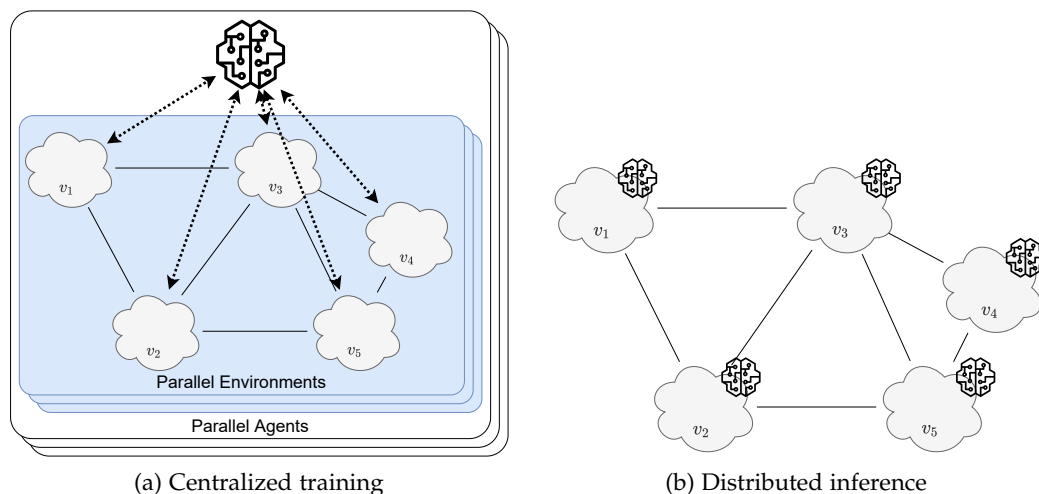 v1
v3
v4
v2
v5
Parallel Environments
Parallel Agents
(a) Centralized training
v1
v3
v4
v2
v5
(b) Distributed inference